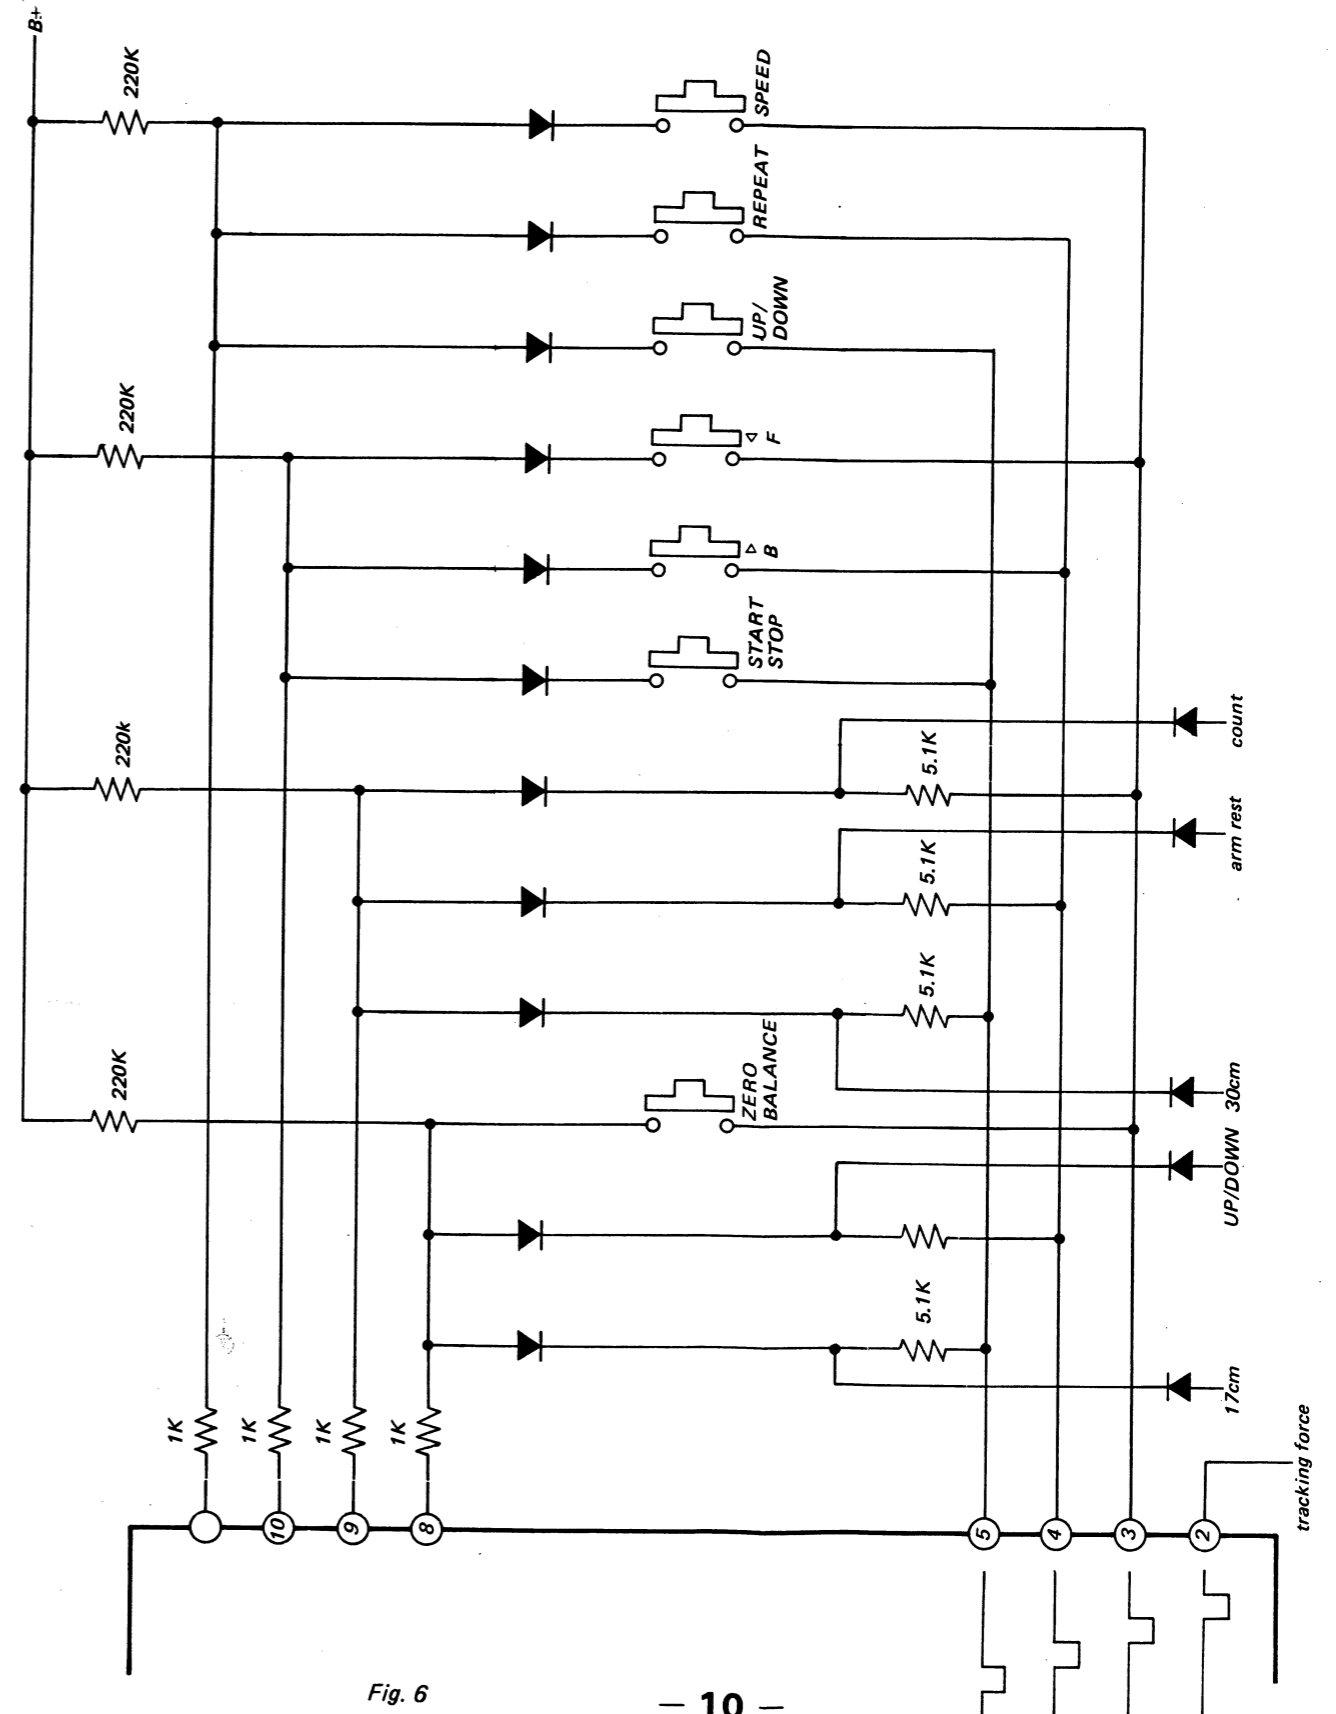 B+
220K
SPEED
REPEAT
UP/
DOWN
220K
F
B
START
STOP
220k
count
5.1K
arm rest
5.1K
5.1K
30cm
220K
ZERO
BALANCE
UP/DOWN
5.1K
17cm
1K
1K
1K
1K
tracking force
10
9
8
5
4
3
2
Fig. 6
— 10 —